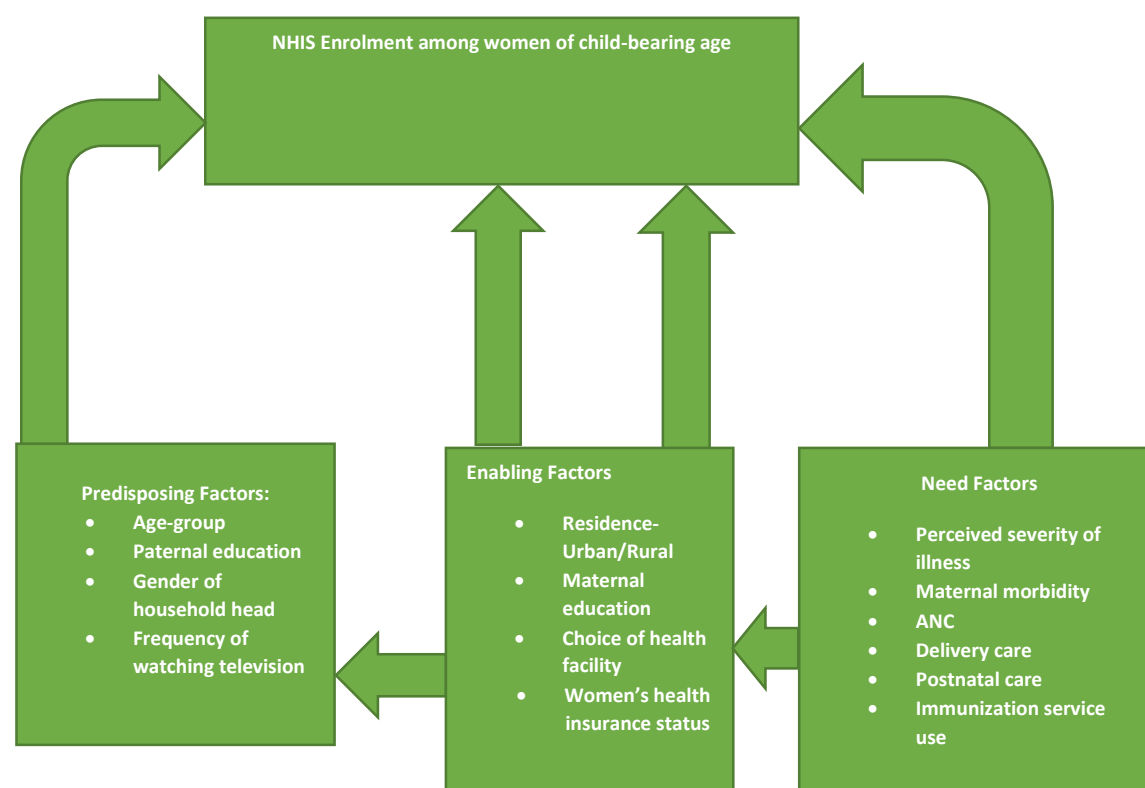 NHIS Enrolment among women of child-bearing age
Predisposing Factors:
• Age-group
• Paternal education
• Gender of
household head
• Frequency of
watching television
Enabling Factors
• Residence-
Urban/Rural
• Maternal
education
• Choice of health
facility
• Women’s health
insurance status
Need Factors
• Perceived severity of
illness
• Maternal morbidity
• ANC
• Delivery care
• Postnatal care
• Immunization service
use